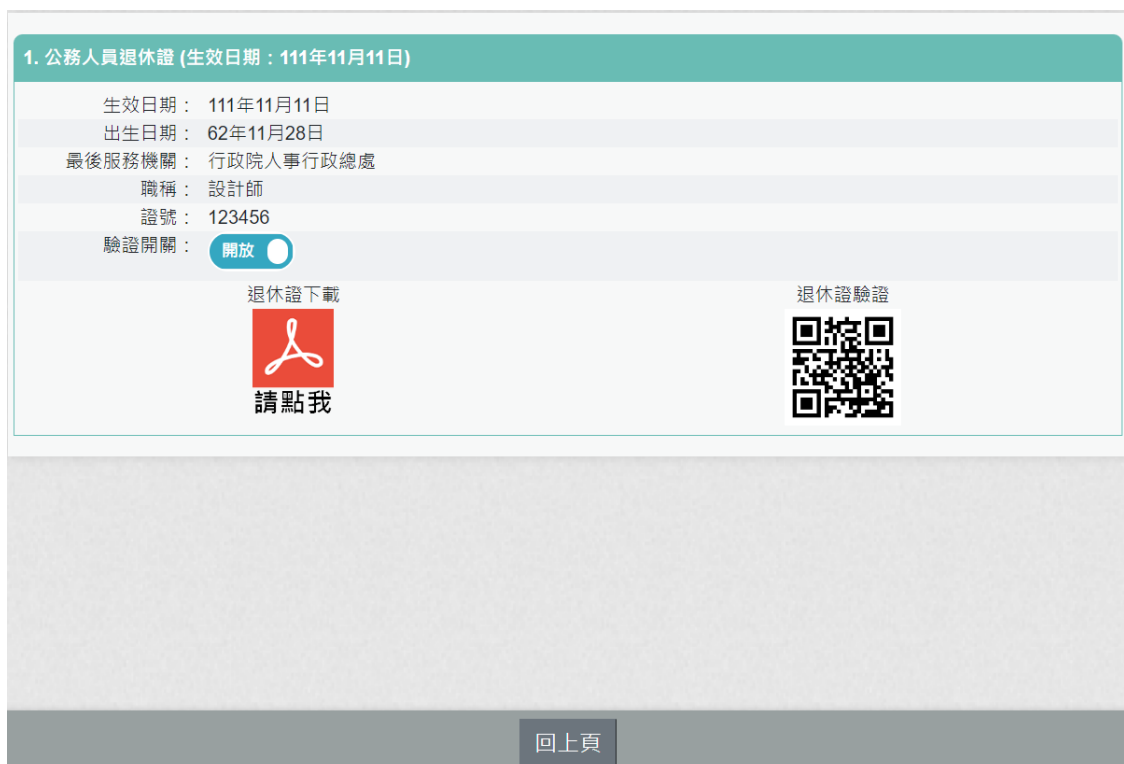 1. 公務人員退休證 (生效日期：111年11月11日)
生效日期： 111年11月11日
出生日期： 62年11月28日
最後服務機關： 行政院人事行政總處
職稱： 設計師
證號： 123456
驗證開關： 開放
退休證下載 退休證驗證
請點我
回上頁